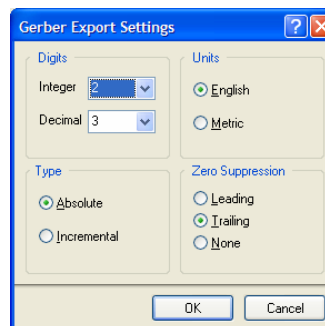 Gerber Export Settings
Digits
Integer 2
Decimal 3
Units
English
Metric
Type
Absolute
Incremental
Zero Suppression
Leading
Trailing
None
OK Cancel